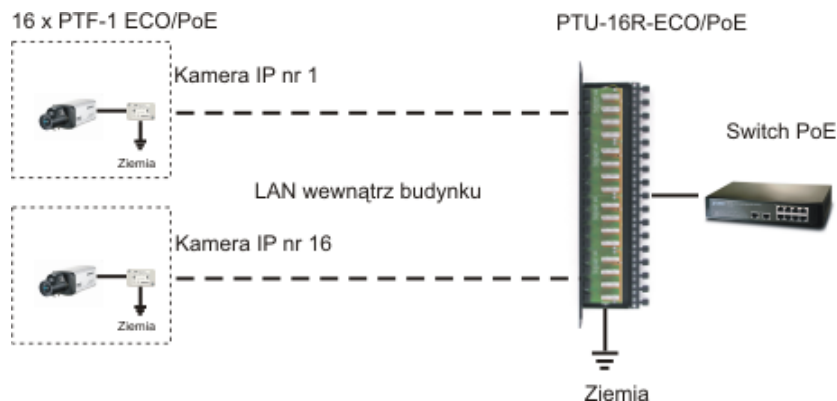 16 x PTF-1 ECO/PoE
PTU-16R-ECO/PoE
Kamera IP nr 1
Ziemia
Switch PoE
LAN wewnątrz budynku
Kamera IP nr 16
Ziemia
Ziemia